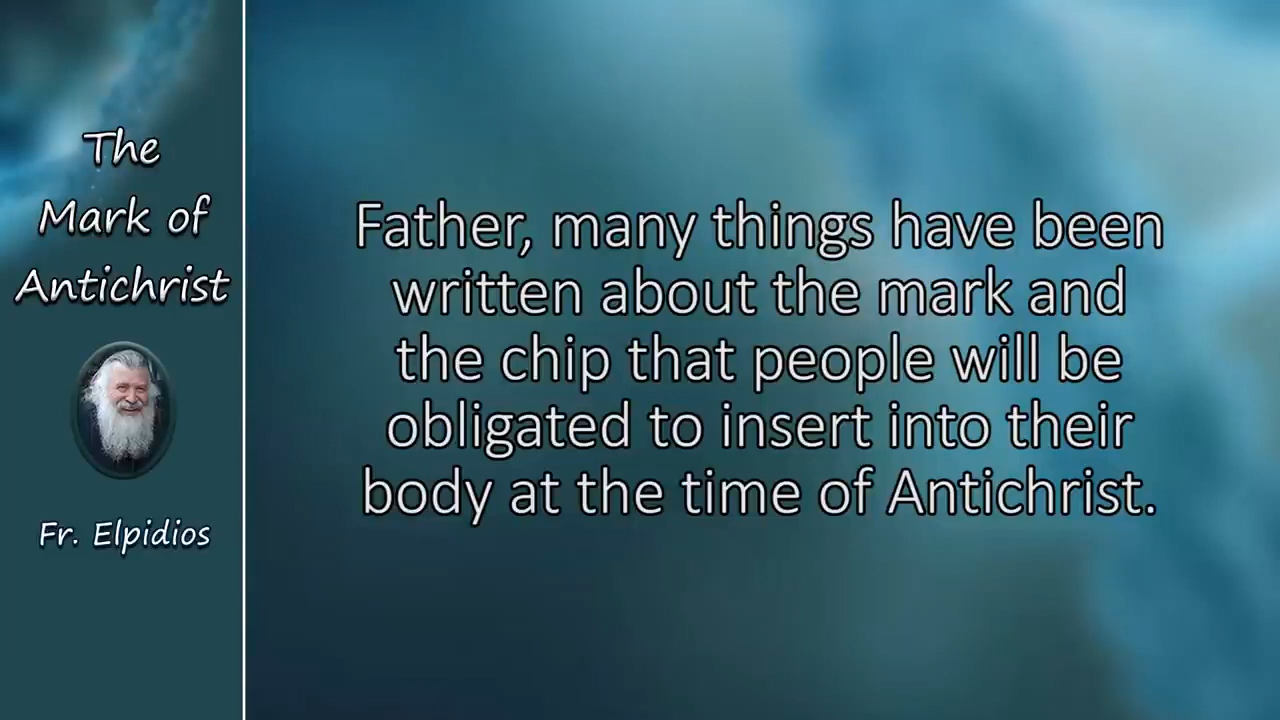 The
Mark of
Antichrist
Fr. Elpidios
Father, many things have been
written about the mark and
the chip that people will be
obligated to insert into their
body at the time of Antichrist.